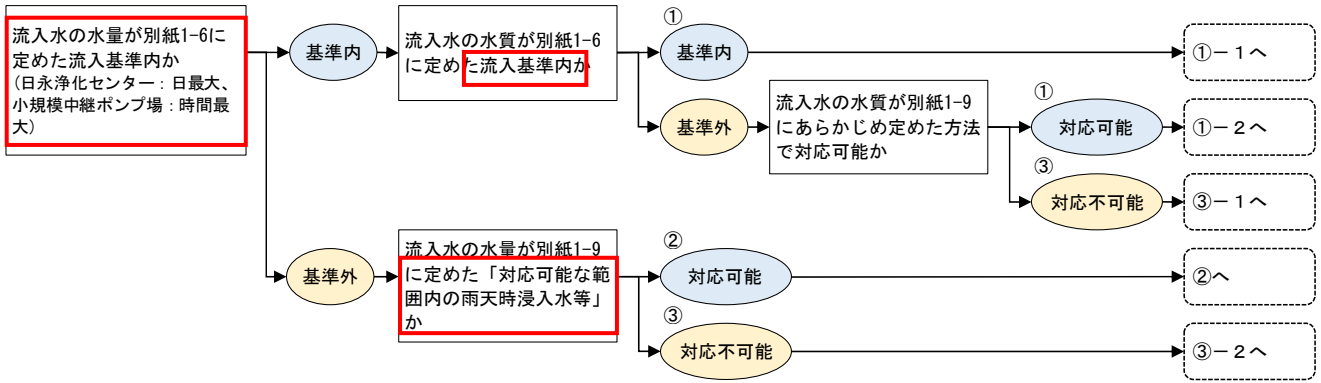 流入水の水量が別紙1-6に
定めた流入基準内か
（日永浄化センター：日最大、
小規模中継ポンプ場：時間最
大）
基準内
流入水の水質が別紙1-6
に定めた流入基準内か
①
基準内
①－１へ
基準外
流入水の水質が別紙1-9
にあらかじめ定めた方法
で対応可能か
①
対応可能
①－２へ
③
対応不可能
③－１へ
基準外
流入水の水量が別紙1-9
に定めた「対応可能な範
囲内の雨天時浸入水等」
か
②
対応可能
②へ
③
対応不可能
③－２へ